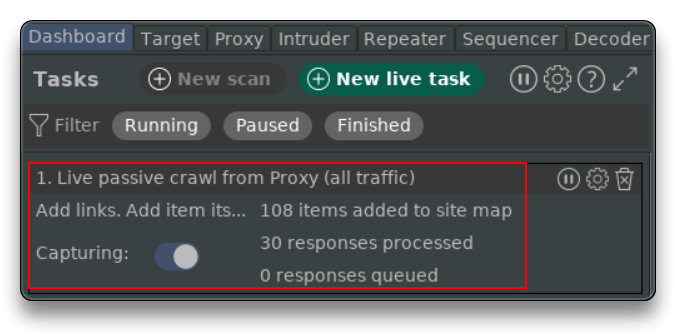 Dashboard Target Proxy Intruder Repeater Sequencer Decoder
Tasks New scan New live task
Filter Running Paused Finished
1. Live passive crawl from Proxy (all traffic)
Add links. Add item its... 108 items added to site map
30 responses processed
Capturing:
0 responses queued